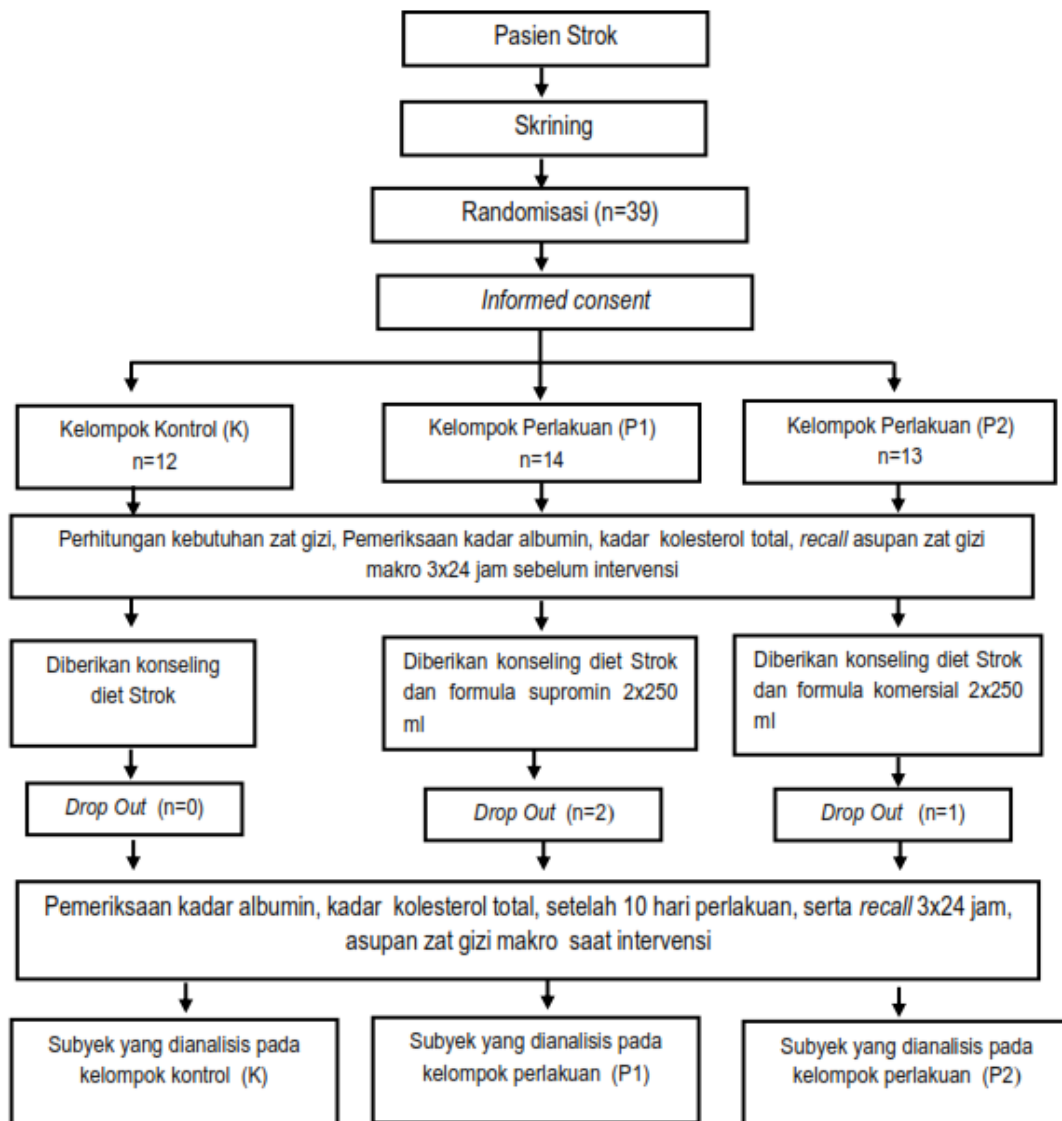 Pasien Strok
Skrining
Randomisasi (n=39)
Informed consent
Kelompok Kontrol (K)
n=12
Kelompok Perlakuan (P1)
n=14
Kelompok Perlakuan (P2)
n=13
Perhitungan kebutuhan zat gizi, Pemeriksaan kadar albumin, kadar kolesterol total, recall asupan zat gizi
makro 3x24 jam sebelum intervensi
Diberikan konseling
diet Strok
Diberikan konseling diet Strok
dan formula supromin 2x250
ml
Diberikan konseling diet Strok
dan formula komersial 2x250
ml
Drop Out (n=0)
Drop Out (n=2)
Drop Out (n=1)
Pemeriksaan kadar albumin, kadar kolesterol total, setelah 10 hari perlakuan, serta recall 3x24 jam,
asupan zat gizi makro saat intervensi
Subyek yang dianalisis pada
kelompok kontrol (K)
Subyek yang dianalisis pada
kelompok perlakuan (P1)
Subyek yang dianalisis pada
kelompok perlakuan (P2)